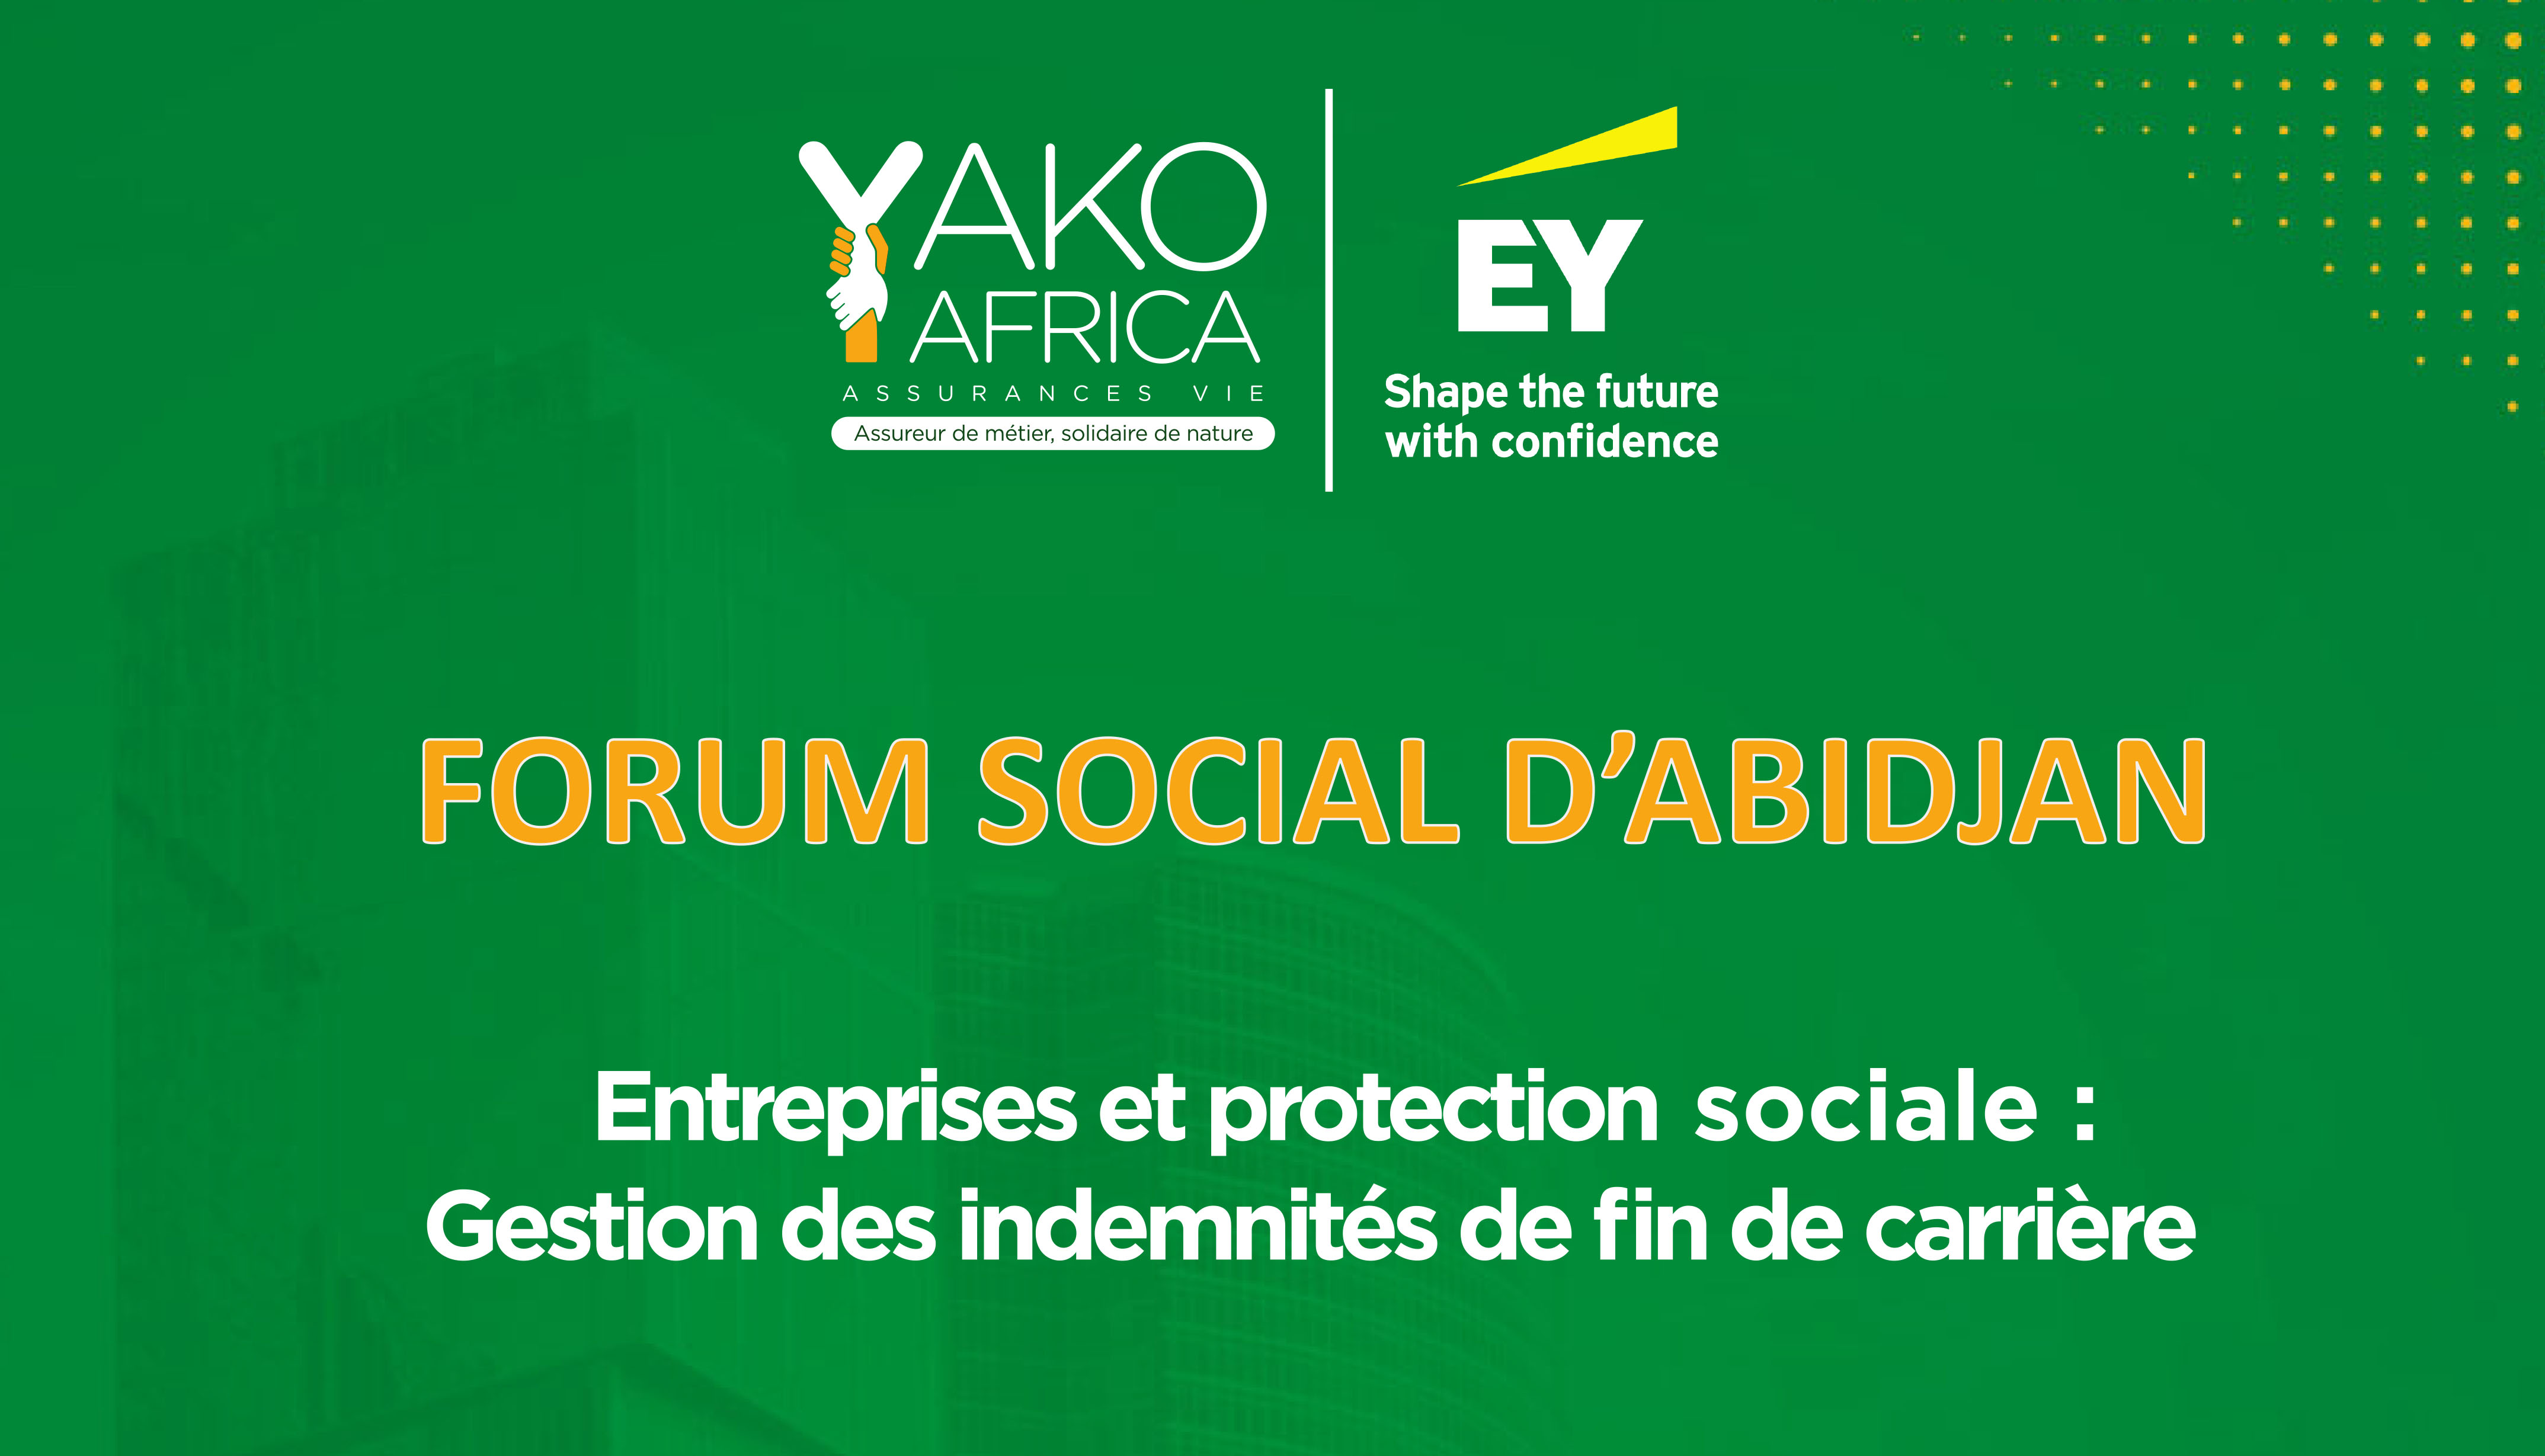 YAKO
AFRICA
ASSURANCES VIE
Assureur de métier, solidaire de nature
EY
Shape the future
with confidence
FORUM SOCIAL D’ABIDJAN
Entreprises et protection sociale :
Gestion des indemnités de fin de carrière